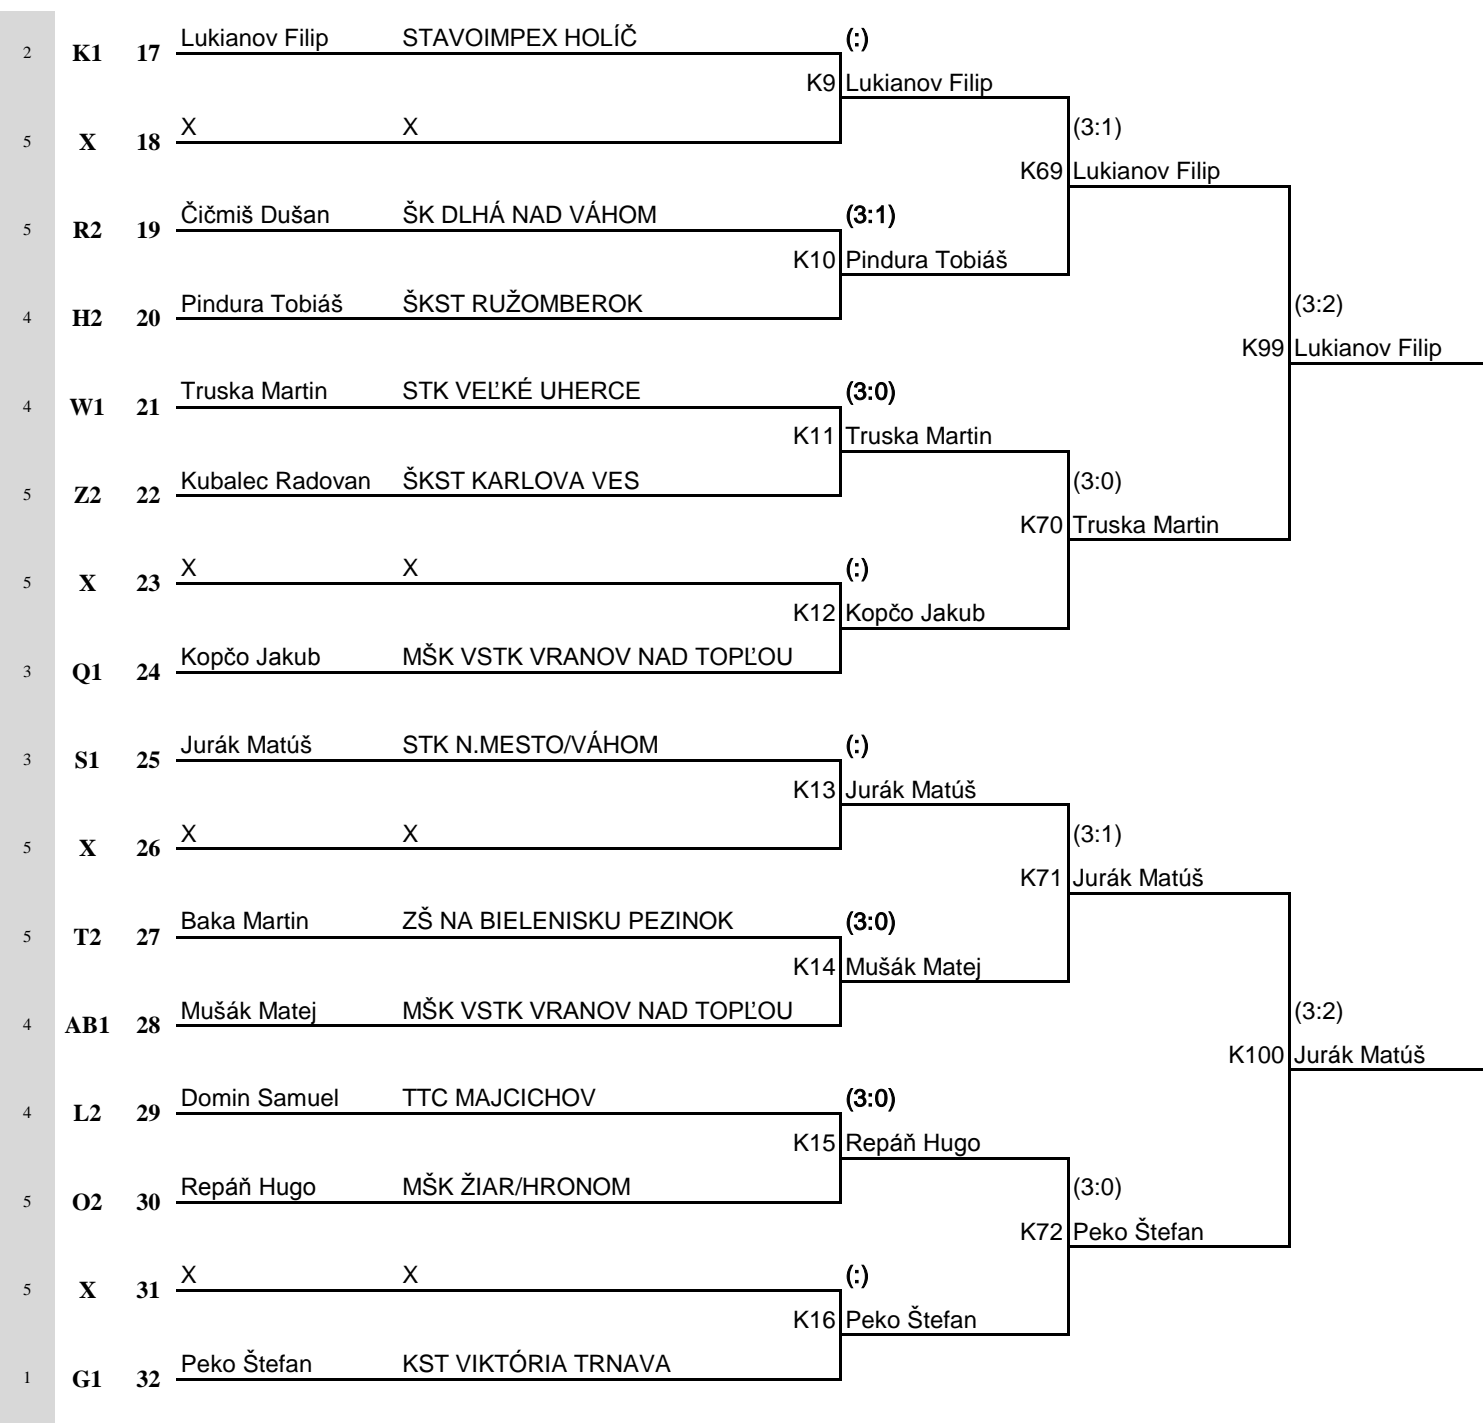 2 K1 17 Lukianov Filip STAVOIMPEX HOLÍČ (:)
K9 Lukianov Filip
5 X 18 X X (3:1)
K69 Lukianov Filip
5 R2 19 Čičmiš Dušan ŠK DLHÁ NAD VÁHOM (3:1)
K10 Pindura Tobiáš
4 H2 20 Pindura Tobiáš ŠKST RUŽOMBEROK (3:2)
K99 Lukianov Filip
4 W1 21 Truska Martin STK VEĽKÉ UHERCE (3:0)
K11 Truska Martin
5 Z2 22 Kubalec Radovan ŠKST KARLOVA VES (3:0)
K70 Truska Martin
5 X 23 X X (:)
K12 Kopčo Jakub
3 Q1 24 Kopčo Jakub MŠK VSTK VRANOV NAD TOPĽOU
3 S1 25 Jurák Matúš STK N.MESTO/VÁHOM (:)
K13 Jurák Matúš
5 X 26 X X (3:1)
K71 Jurák Matúš
5 T2 27 Baka Martin ZŠ NA BIELENISKU PEZINOK (3:0)
K14 Mušák Matej
4 AB1 28 Mušák Matej MŠK VSTK VRANOV NAD TOPĽOU (3:2)
K100 Jurák Matúš
4 L2 29 Domin Samuel TTC MAJCICHOV (3:0)
K15 Repáň Hugo
5 O2 30 Repáň Hugo MŠK ŽIAR/HRONOM (3:0)
K72 Peko Štefan
5 X 31 X X (:)
K16 Peko Štefan
1 G1 32 Peko Štefan KST VIKTÓRIA TRNAVA